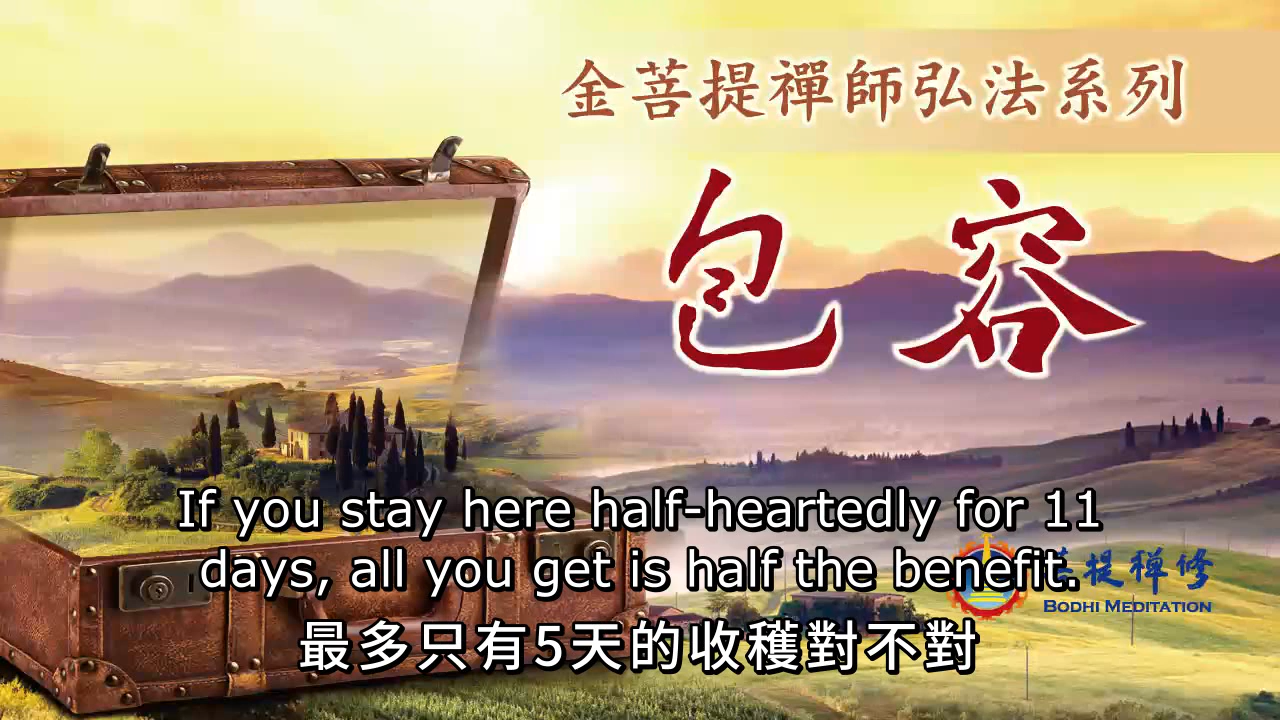 金菩提禪師弘法系列
包容
If you stay here half-heartedly for 11
days, all you get is half the benefit.
提禪修
BODHI MEDITATION
最多只有5天的收穫對不對